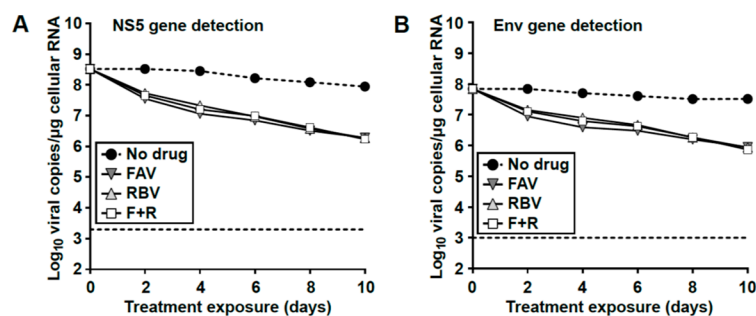 A
NS5 gene detection
Log10 viral copies/µg cellular RNA
10
9
8
7
6
5
4
3
2
No drug
FAV
RBV
F+R
0 2 4 6 8 10
Treatment exposure (days)
B
Env gene detection
Log10 viral copies/µg cellular RNA
10
9
8
7
6
5
4
3
2
No drug
FAV
RBV
F+R
0 2 4 6 8 10
Treatment exposure (days)